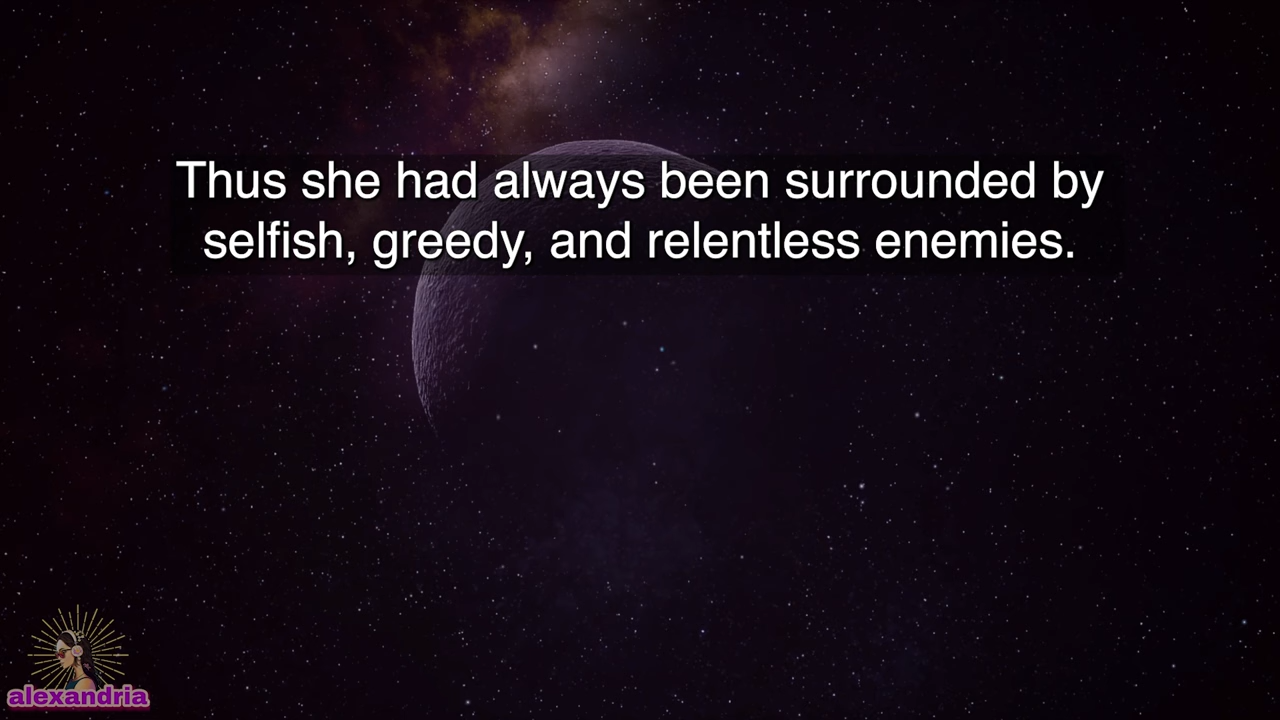 Thus she had always been surrounded by
selfish, greedy, and relentless enemies.
alexandria